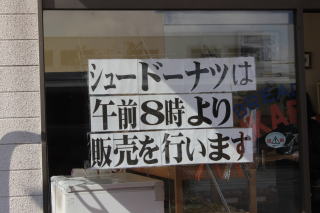 シュードーナツは
午前8時より
販売を行います